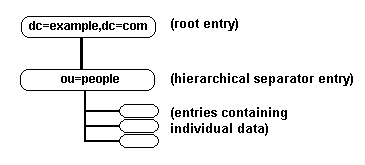 dc=example,dc=com (root entry)
ou=people (hierarchical separator entry)
(entries containing
individual data)